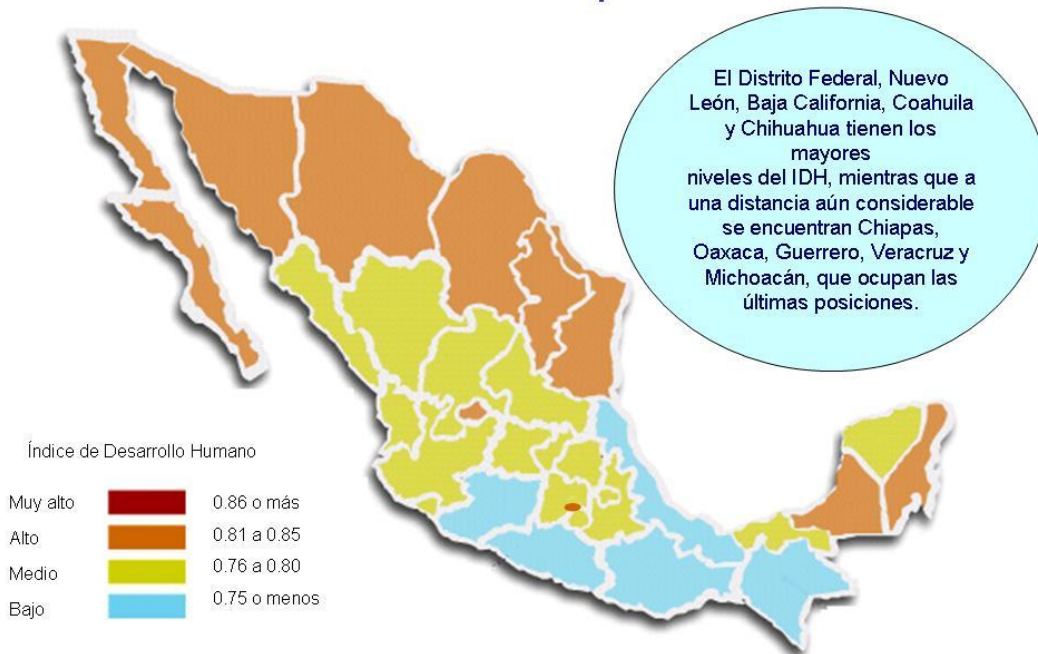 El Distrito Federal, Nuevo
León, Baja California, Coahuila
y Chihuahua tienen los
mayores
niveles del IDH, mientras que a
una distancia aún considerable
se encuentran Chiapas,
Oaxaca, Guerrero, Veracruz y
Michoacán, que ocupan las
últimas posiciones.
Índice de Desarrollo Humano
Muy alto 0.86 o más
Alto 0.81 a 0.85
Medio 0.76 a 0.80
Bajo 0.75 o menos